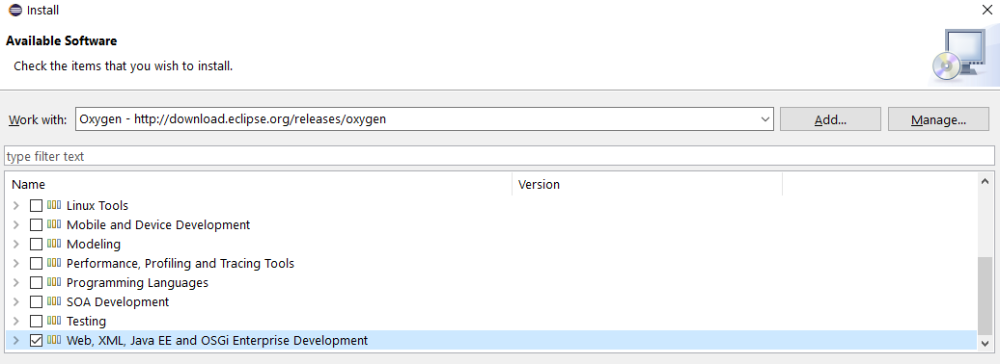 Install
Available Software
Check the items that you wish to install.
Work with: Oxygen - http://download.eclipse.org/releases/oxygen Add... Manage...
type filter text
Name Version
Linux Tools
Mobile and Device Development
Modeling
Performance, Profiling and Tracing Tools
Programming Languages
SOA Development
Testing
Web, XML, Java EE and OSGi Enterprise Development